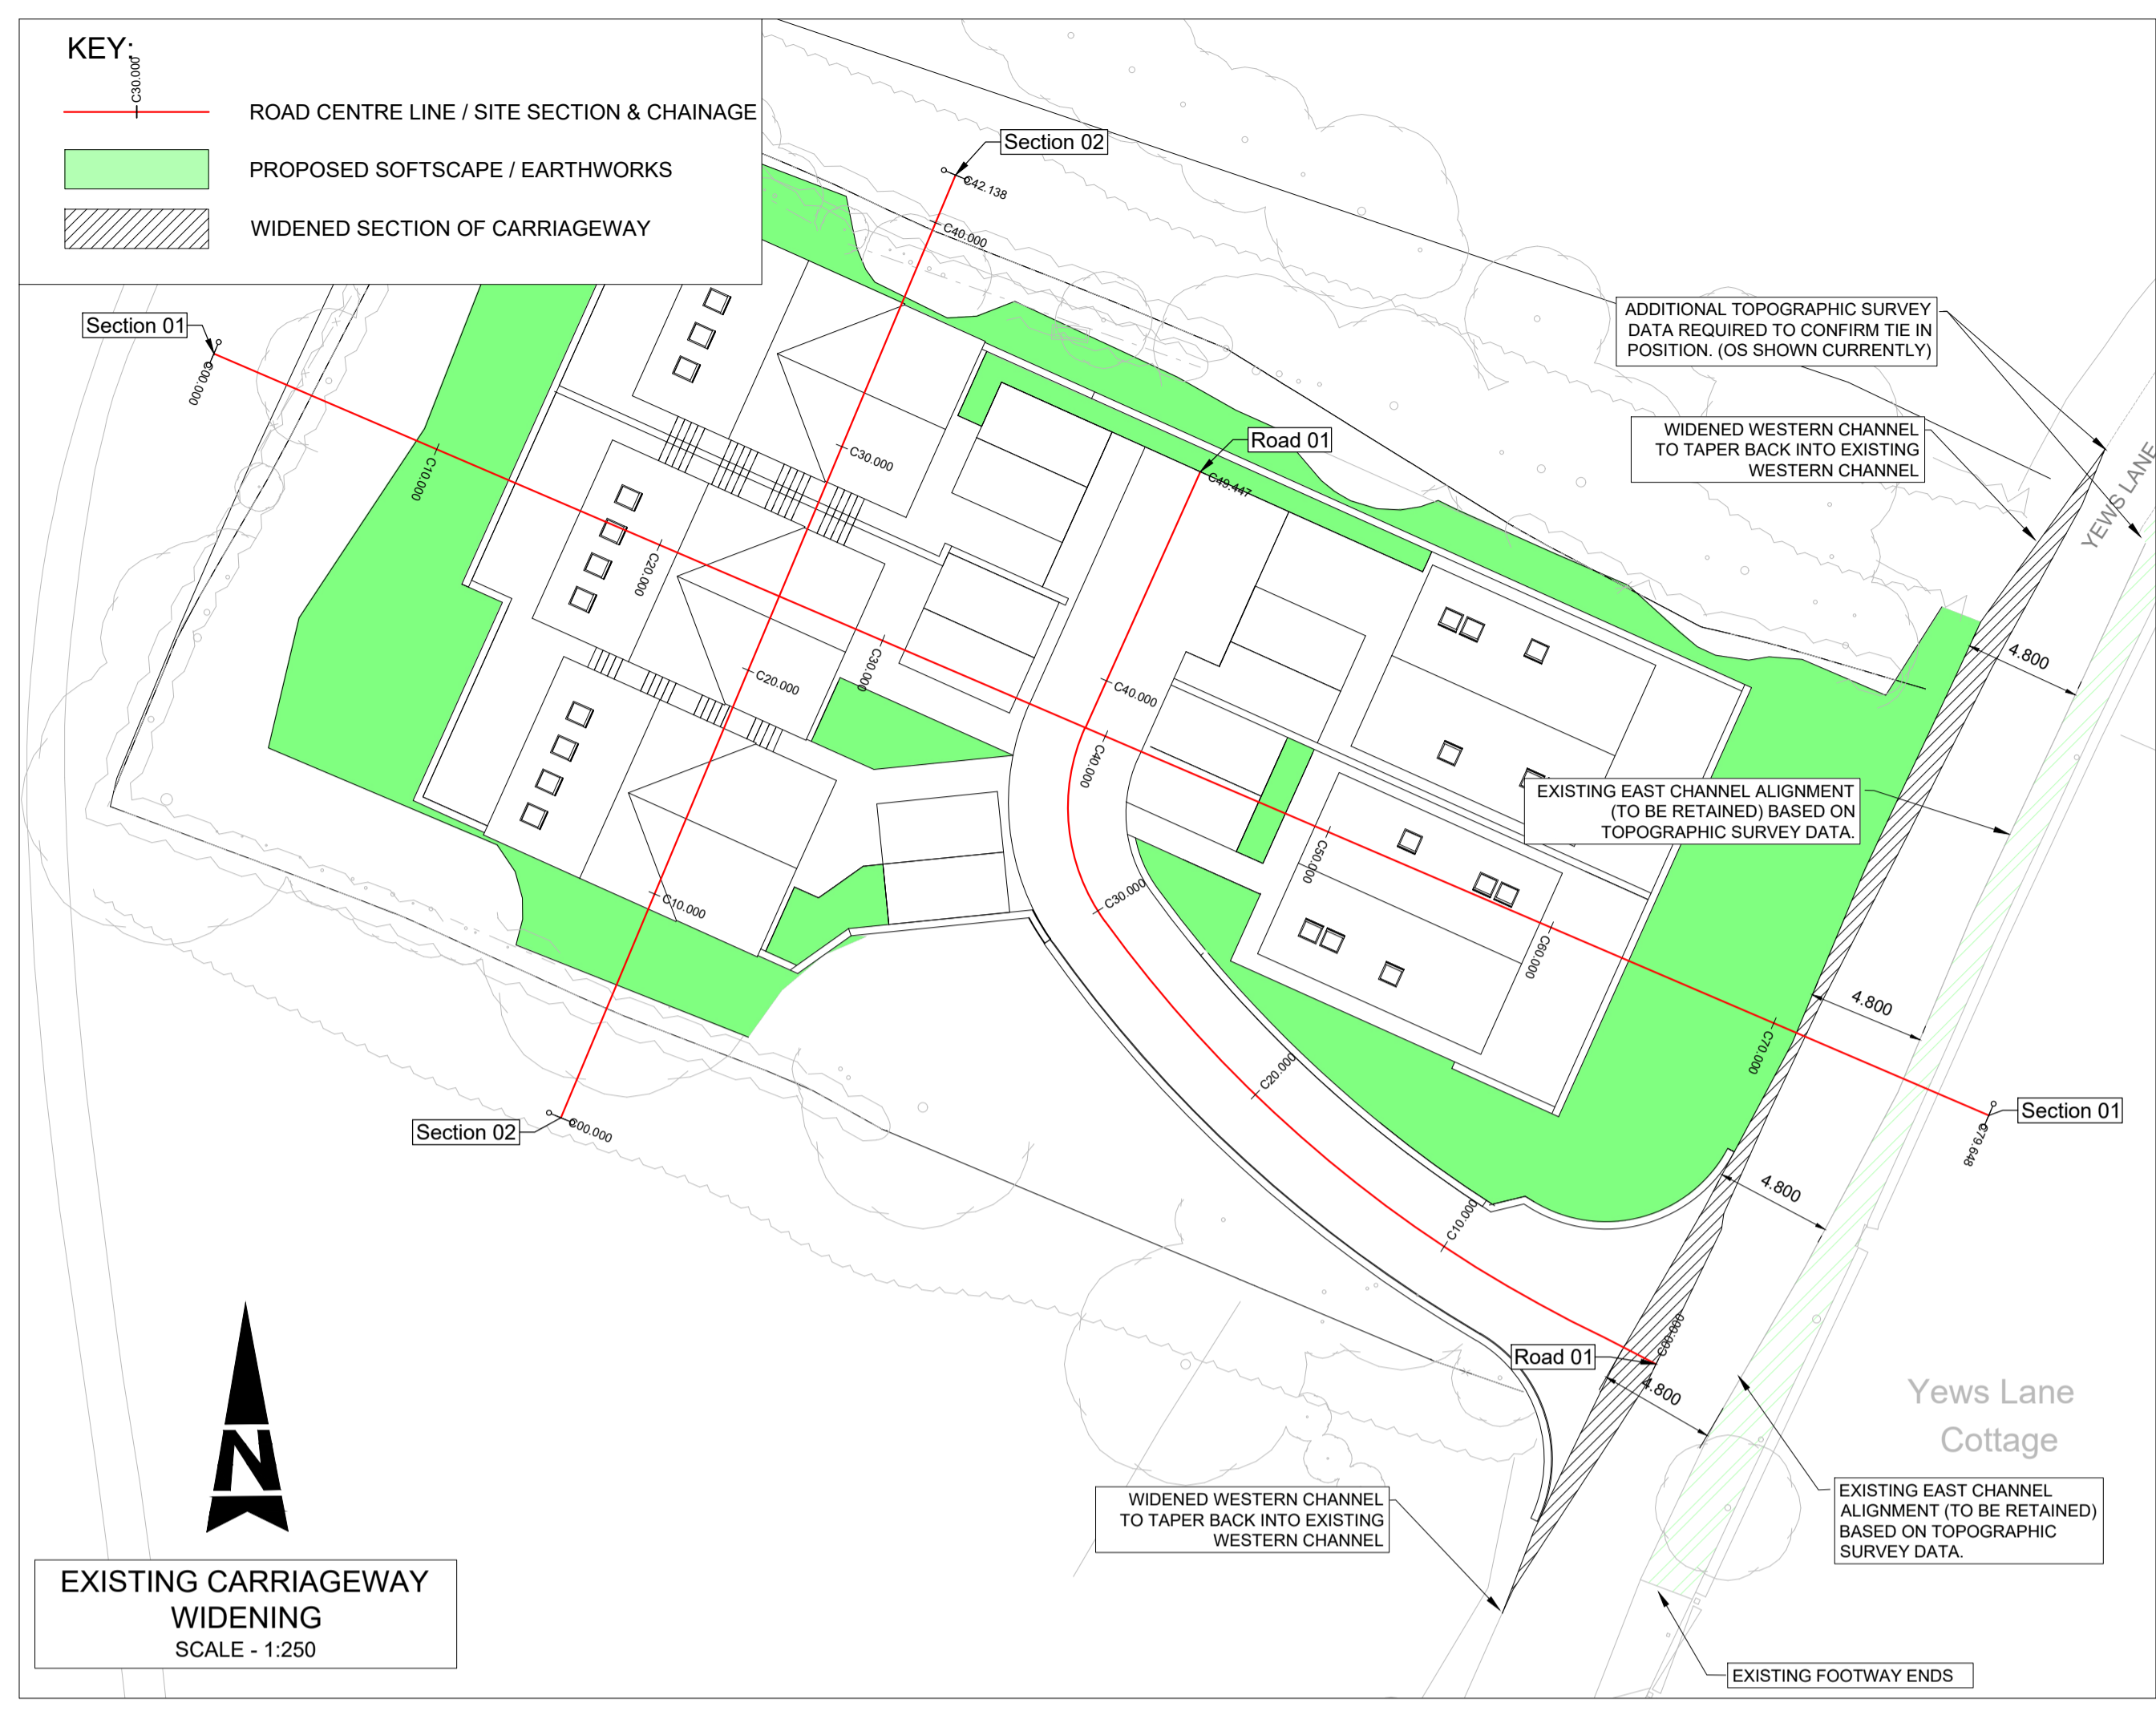 KEY:
C30.000
ROAD CENTRE LINE / SITE SECTION & CHAINAGE
PROPOSED SOFTSCAPE / EARTHWORKS
WIDENED SECTION OF CARRIAGEWAY
Section 02
C42.138
C40.000
Section 01
C00.000
ADDITIONAL TOPOGRAPHIC SURVEY
DATA REQUIRED TO CONFIRM TIE IN
POSITION. (OS SHOWN CURRENTLY)
WIDENED WESTERN CHANNEL
TO TAPER BACK INTO EXISTING
WESTERN CHANNEL
YEWS LANE
Road 01
C49.447
C30.000
C10.000
C20.000
C30.000
C20.000
C40.000
C40.000
4.800
EXISTING EAST CHANNEL ALIGNMENT
(TO BE RETAINED) BASED ON
TOPOGRAPHIC SURVEY DATA.
C50.000
C30.000
C10.000
C60.000
4.800
C70.000
C20.000
Section 01
C79.648
Section 02
C00.000
4.800
C10.000
C00.000
Road 01
4.800
Yews Lane
Cottage
EXISTING EAST CHANNEL
ALIGNMENT (TO BE RETAINED)
BASED ON TOPOGRAPHIC
SURVEY DATA.
WIDENED WESTERN CHANNEL
TO TAPER BACK INTO EXISTING
WESTERN CHANNEL
N
EXISTING CARRIAGEWAY
WIDENING
SCALE - 1:250
EXISTING FOOTWAY ENDS